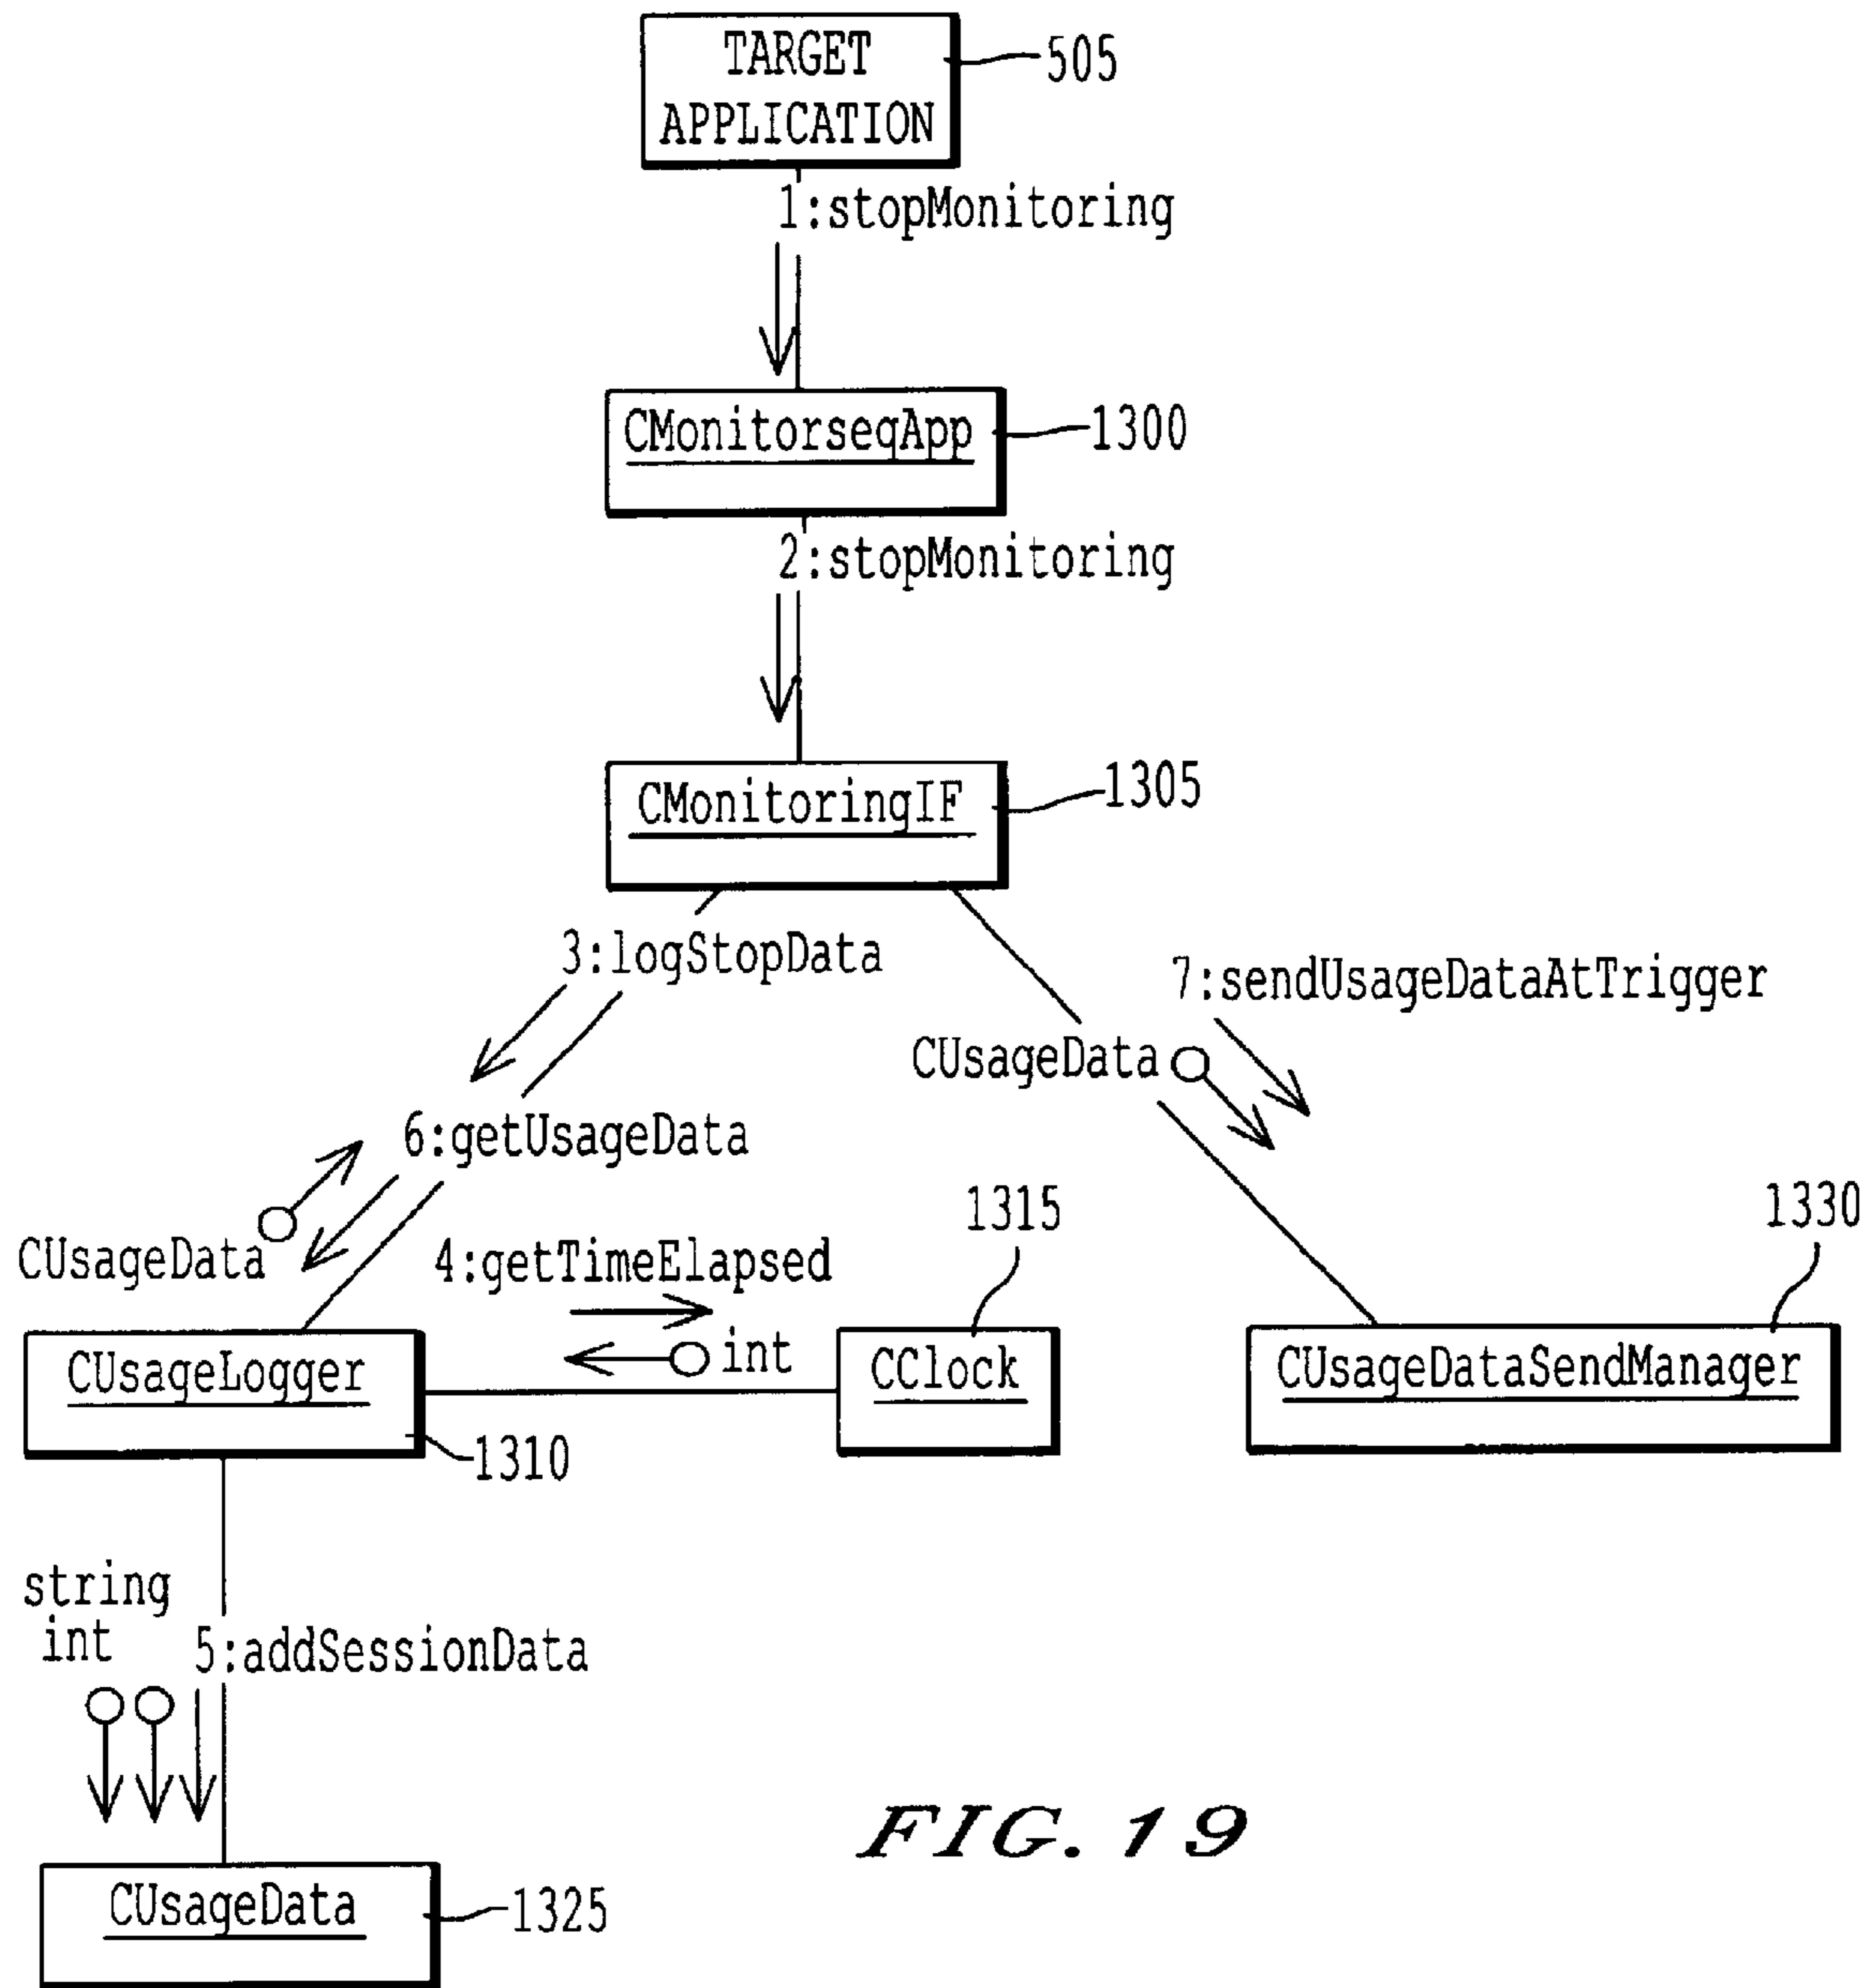 TARGET
APPLICATION
505
1:stopMonitoring
CMonitorseqApp
1300
2:stopMonitoring
CMonitoringIF
1305
3:logStopData
7:sendUsageDataAtTrigger
CUsageData
6:getUsageData
CUsageData
4:getTimeElapsed
int
1315
1330
CUsageLogger
CClock
CUsageDataSendManager
1310
string
int
5:addSessionData
CUsageData
1325
FIG. 19